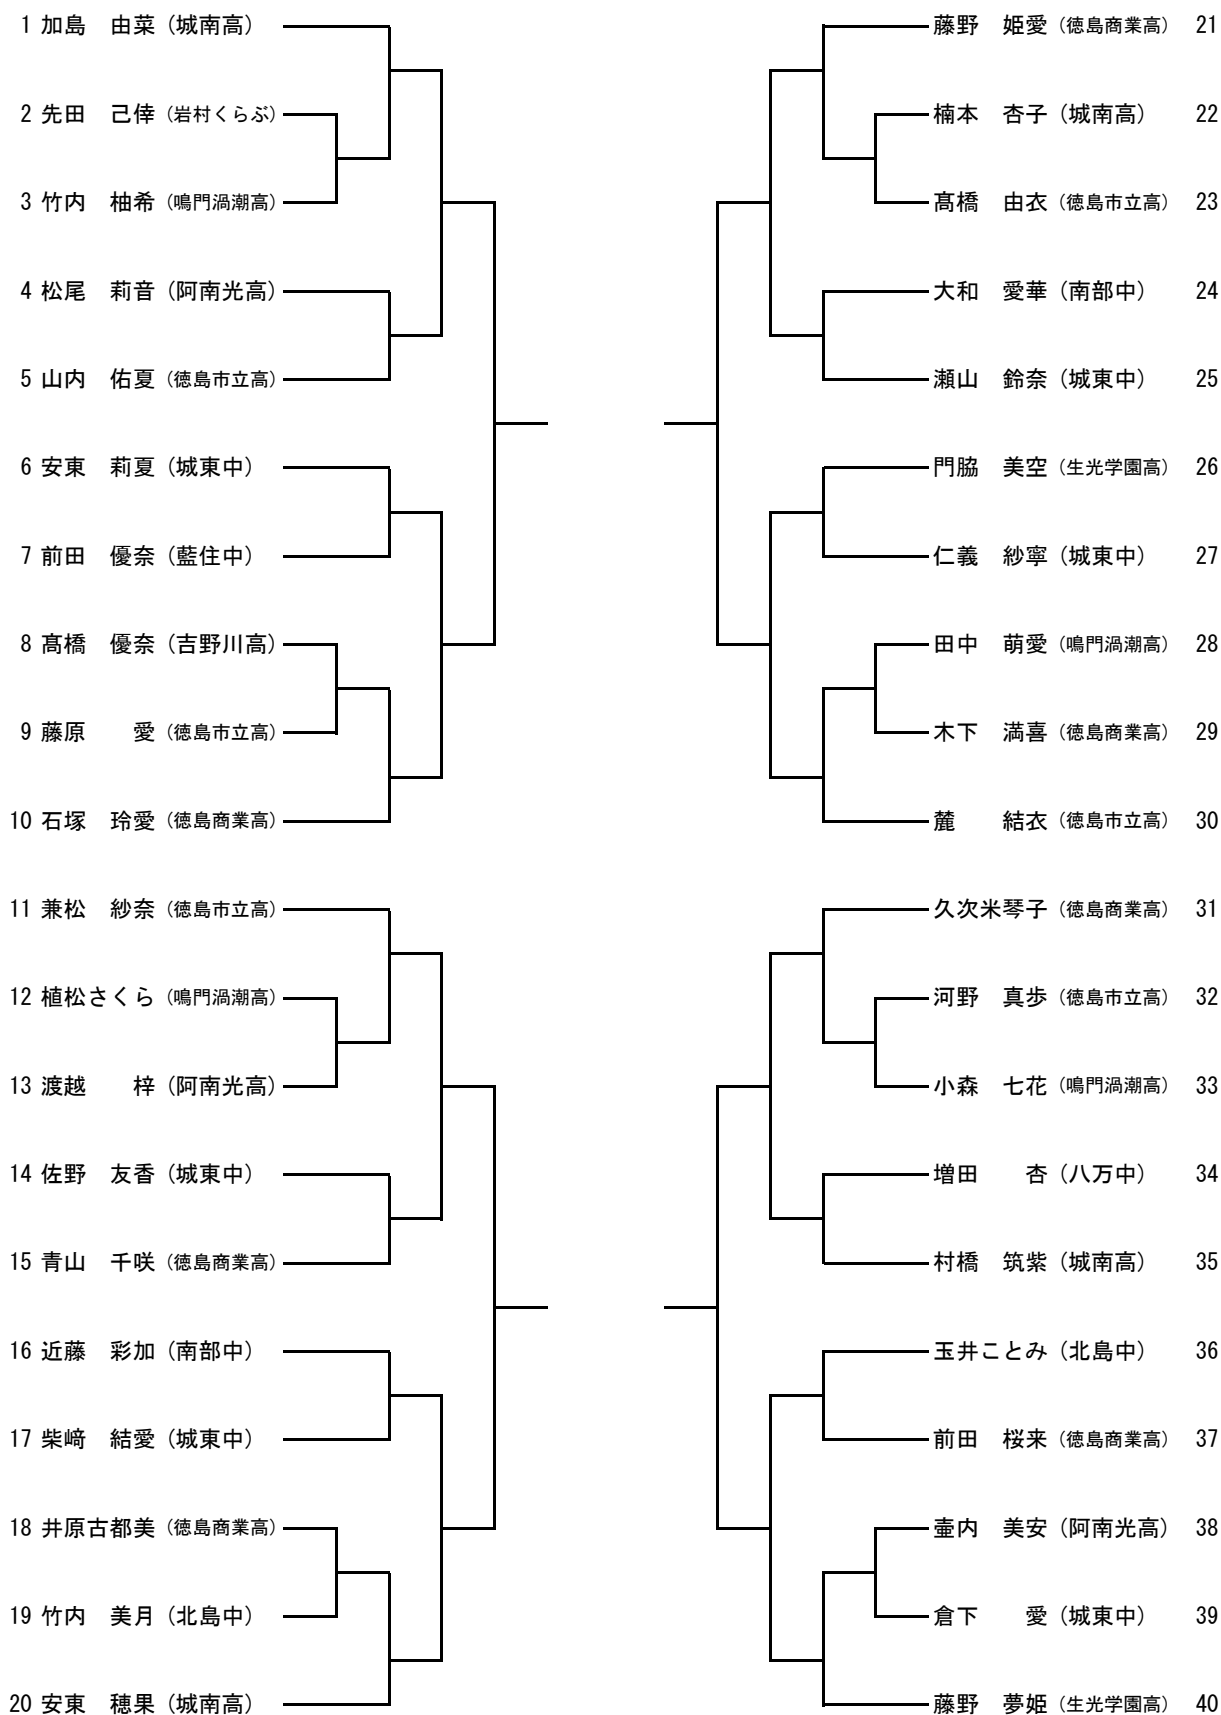 1 加島　由菜（城南高）
2 先田　己倖（岩村くらぶ）
3 竹内　柚希（鳴門渦潮高）
4 松尾　莉音（阿南光高）
5 山内　佑夏（徳島市立高）
6 安東　莉夏（城東中）
7 前田　優奈（藍住中）
8 髙橋　優奈（吉野川高）
9 藤原　　愛（徳島市立高）
10 石塚　玲愛（徳島商業高）
11 兼松　紗奈（徳島市立高）
12 植松さくら（鳴門渦潮高）
13 渡越　　梓（阿南光高）
14 佐野　友香（城東中）
15 青山　千咲（徳島商業高）
16 近藤　彩加（南部中）
17 柴﨑　結愛（城東中）
18 井原古都美（徳島商業高）
19 竹内　美月（北島中）
20 安東　穂果（城南高）
藤野　姫愛（徳島商業高） 21
楠本　杏子（城南高） 22
髙橋　由衣（徳島市立高） 23
大和　愛華（南部中） 24
瀬山　鈴奈（城東中） 25
門脇　美空（生光学園高） 26
仁義　紗寧（城東中） 27
田中　萌愛（鳴門渦潮高） 28
木下　満喜（徳島商業高） 29
麓　　結衣（徳島市立高） 30
久次米琴子（徳島商業高） 31
河野　真歩（徳島市立高） 32
小森　七花（鳴門渦潮高） 33
増田　　杏（八万中） 34
村橋　筑紫（城南高） 35
玉井ことみ（北島中） 36
前田　桜来（徳島商業高） 37
壷内　美安（阿南光高） 38
倉下　　愛（城東中） 39
藤野　夢姫（生光学園高） 40